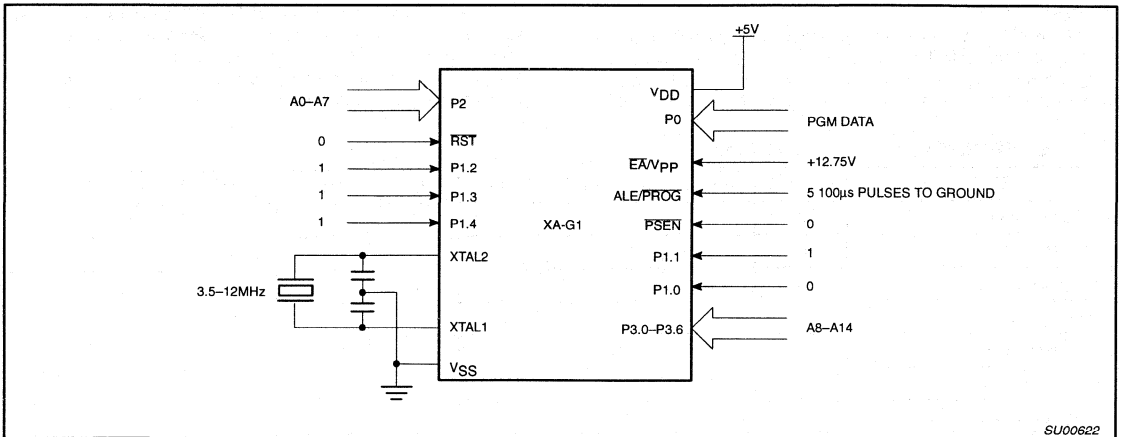 +5V
A0–A7
P2
VDD
P0
PGM DATA
0
RST
1
P1.2
EA/VPP
+12.75V
1
P1.3
ALE/PROG
5 100µs PULSES TO GROUND
1
P1.4
XA-G1
PSEN
0
XTAL2
P1.1
1
3.5–12MHz
P1.0
0
XTAL1
P3.0–P3.6
A8–A14
VSS
SU00622